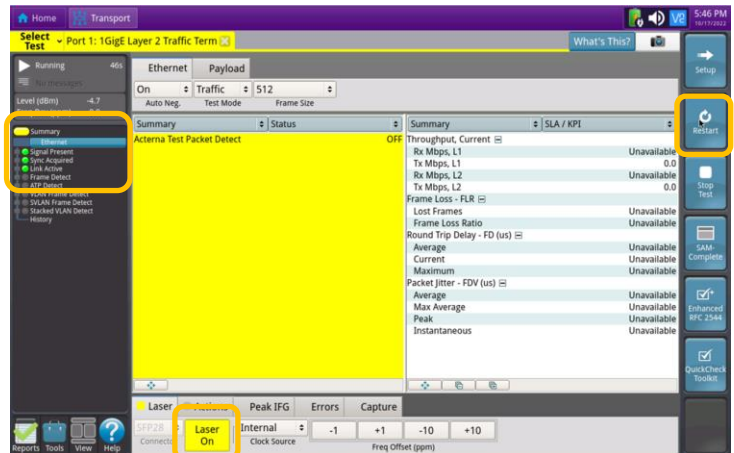 Home Transport 5:46 PM
10/17/2022
Select Test Port 1: 1GigE Layer 2 Traffic Term What's This?
Running 46s
No messages
Level (dBm) -4.7
Summary
Ethernet
Signal Present
Sync Acquired
Link Active
Frame Detect
ATP Detect
VLAN Frame Detect
SVLAN Frame Detect
Stacked VLAN Detect
History
Ethernet Payload
On Traffic 512
Auto Neg. Test Mode Frame Size
Summary Status
Acterna Test Packet Detect OFF
Summary SLA / KPI
Throughput, Current
Rx Mbps, L1 Unavailable
Tx Mbps, L1 0.0
Rx Mbps, L2 Unavailable
Tx Mbps, L2 0.0
Frame Loss - FLR
Lost Frames Unavailable
Frame Loss Ratio Unavailable
Round Trip Delay - FD (us)
Average Unavailable
Current Unavailable
Maximum Unavailable
Packet Jitter - FDV (us)
Average Unavailable
Max Average Unavailable
Peak Unavailable
Instantaneous Unavailable
Setup
Restart
Stop
Test
SAM-
Complete
Enhanced
RFC 2544
QuickCheck
Toolkit
Laser Actions Peak IFG Errors Capture
SFP28 Laser On Internal -1 +1 -10 +10
Clock Source Freq Offset (ppm)
Reports Tools View Help